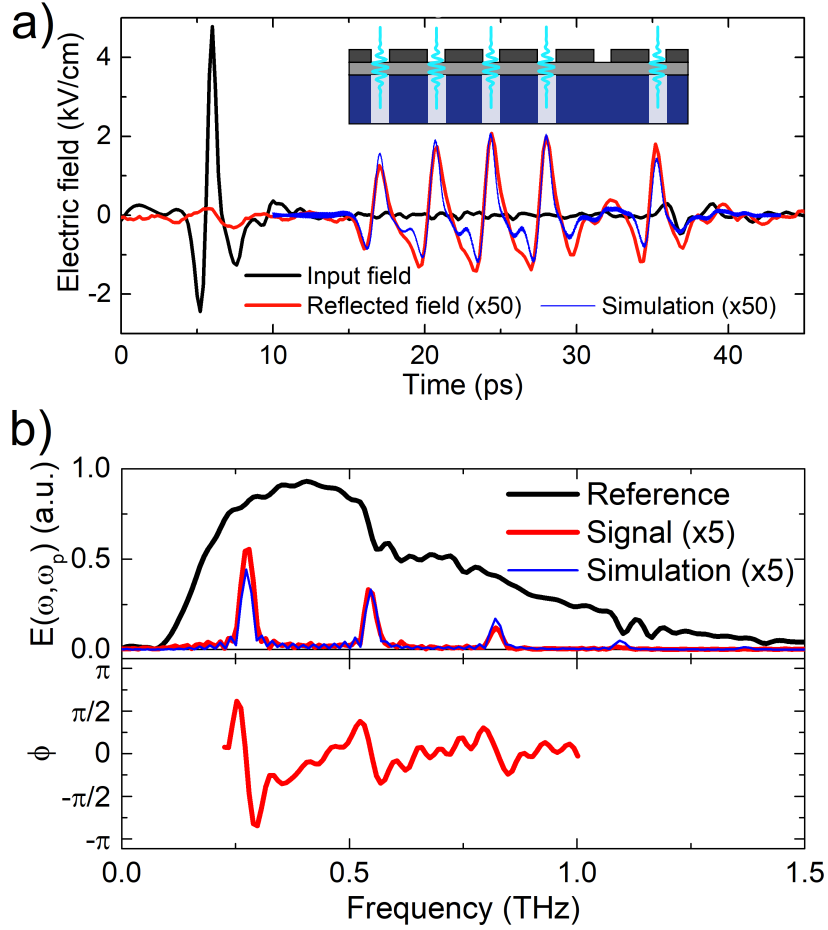 a)
Electric field (kV/cm)
4
2
0
-2
Input field
Reflected field (x50)
Simulation (x50)
0
10
20
30
40
Time (ps)
b)
E(ω,ωp) (a.u.)
1.0
0.5
0.0
Reference
Signal (x5)
Simulation (x5)
ϕ
π
π/2
0
-π/2
-π
0.0
0.5
1.0
1.5
Frequency (THz)